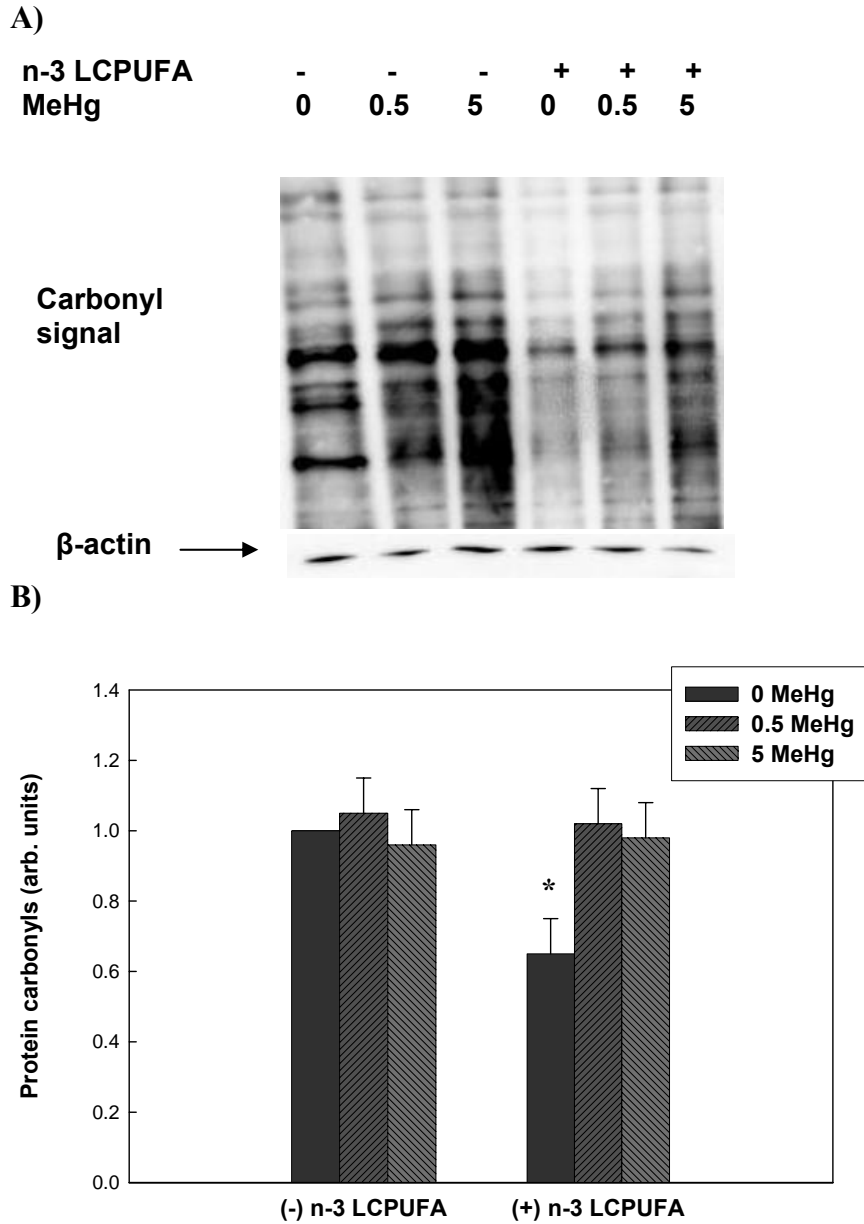 A)
n-3 LCPUFA - - - + + +
MeHg 0 0.5 5 0 0.5 5
Carbonyl
signal
β-actin
B)
0 MeHg
0.5 MeHg
5 MeHg
Protein carbonyls (arb. units)
1.4
1.2
1.0
0.8
0.6
0.4
0.2
0.0
*
(-) n-3 LCPUFA (+) n-3 LCPUFA